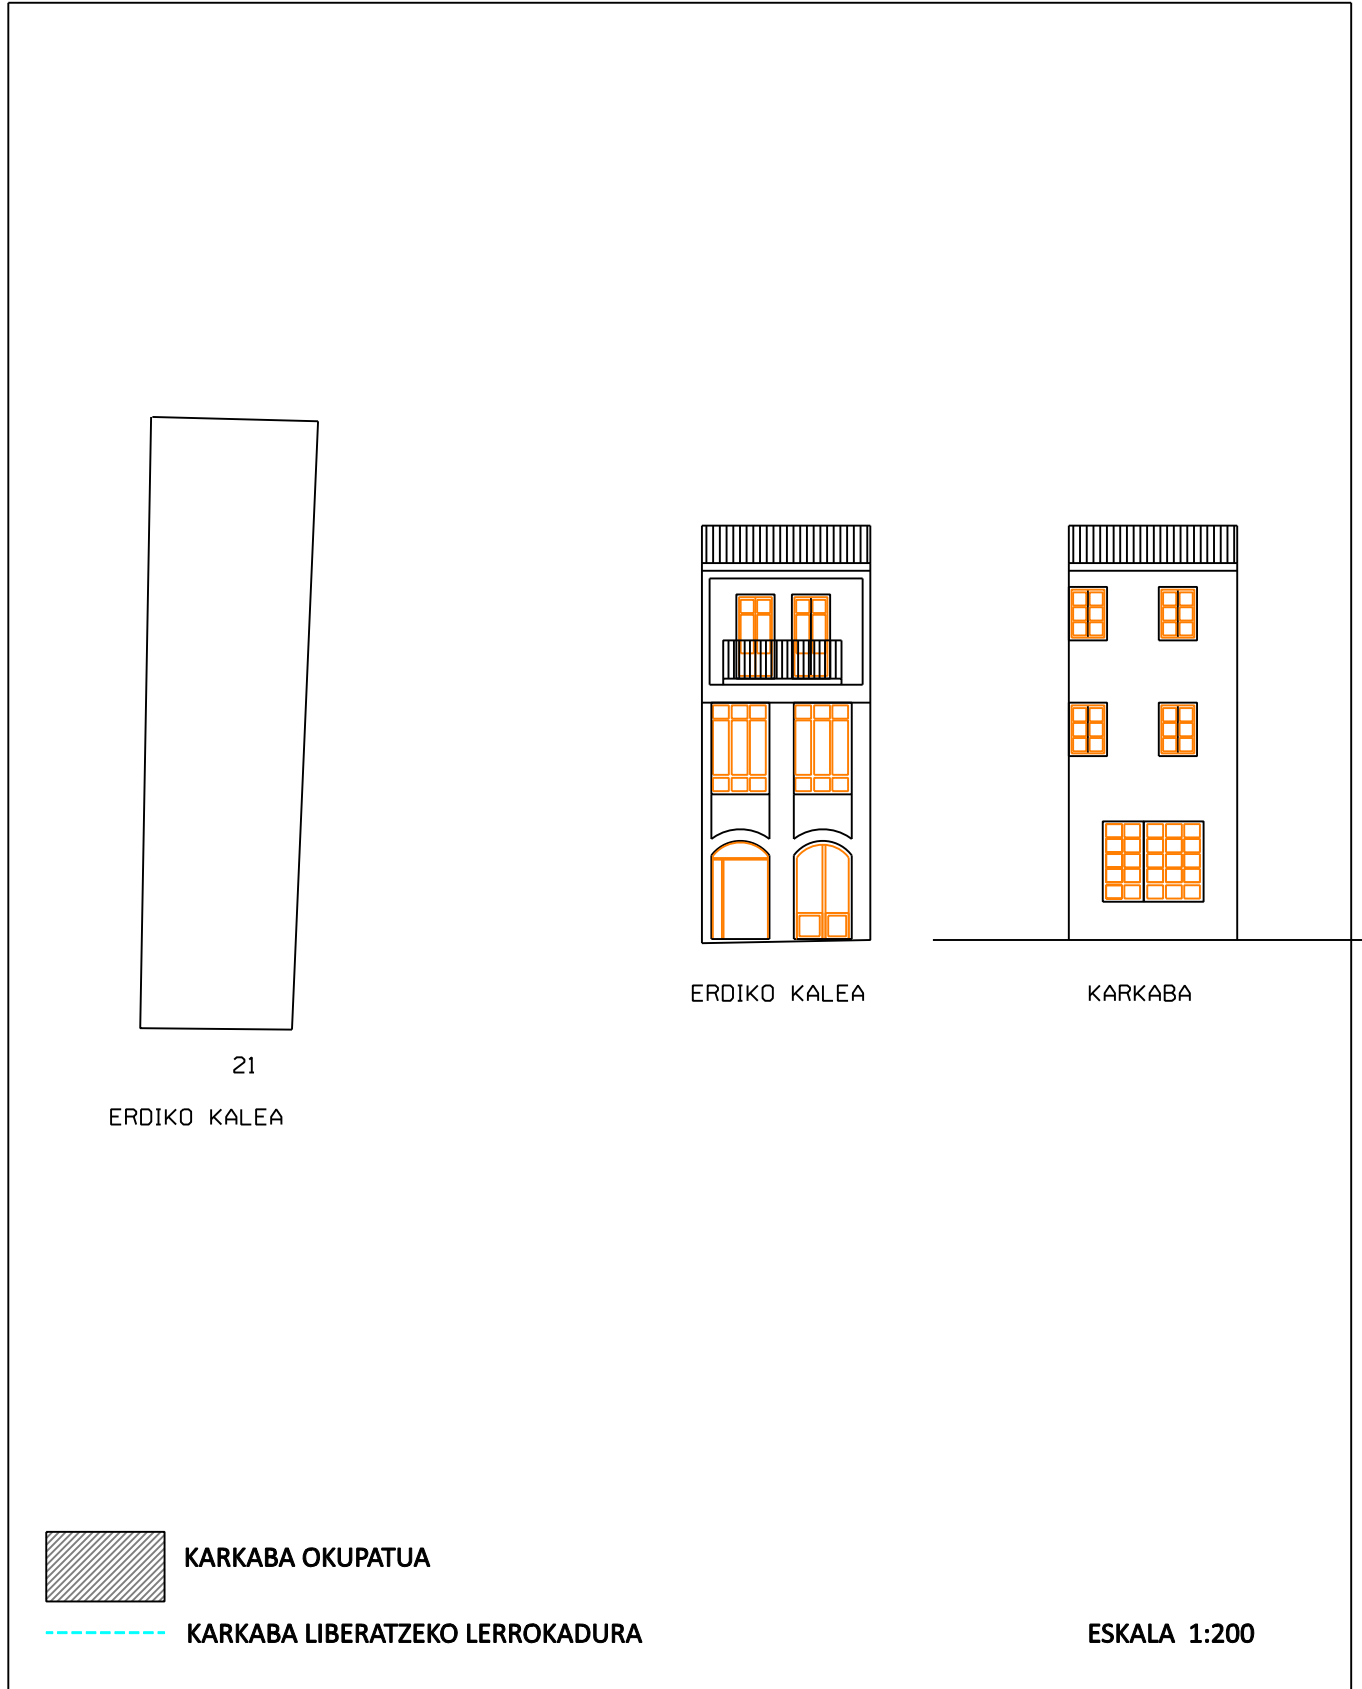 ERDIKO KALEA
KARKABA
21
ERDIKO KALEA
KARKABA OKUPATUA
KARKABA LIBERATZEKO LERROKADURA
ESKALA 1:200